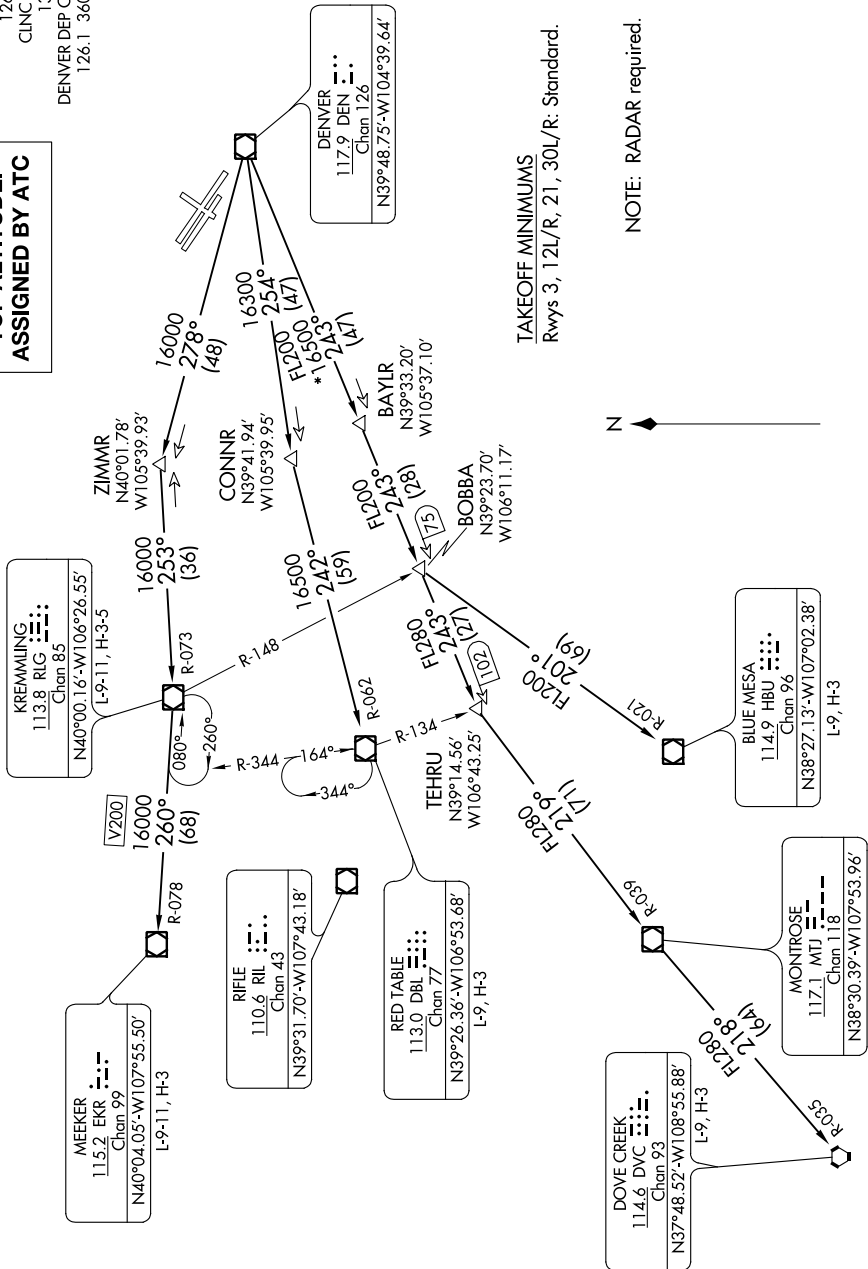 126
CLNC
13
DENVER DEP C
126.1 360
TOP ALTITUDE:
ASSIGNED BY ATC
DENVER
117.9 DEN
Chan 126
N39°48.75'-W104°39.64'
TAKEOFF MINIMUMS
Rwys 3, 12L/R, 21, 30L/R: Standard.
NOTE: RADAR required.
16000
278°
(48)
16300
254°
(47)
FL200
*16500
243°
(47)
ZIMMR
N40°01.78'
W105°39.93'
CONNR
N39°41.94'
W105°39.95'
BAYLR
N39°33.20'
W105°37.10'
16000
253°
(36)
16500
242°
(59)
FL200
243°
(28)
75
BOBBA
N39°23.70'
W106°11.17'
KREMMLING
113.8 RLG
Chan 85
N40°00.16'-W106°26.55'
L-9-11, H-3-5
R-073
R-148
080°
260°
R-344
164°
344°
R-062
R-134
FL280
243°
(27)
102
TEHRU
N39°14.56'
W106°43.25'
FL200
201°
(69)
R-021
BLUE MESA
114.9 HBU
Chan 96
N38°27.13'-W107°02.38'
L-9, H-3
V200
16000
260°
(68)
R-078
RIFLE
110.6 RIL
Chan 43
N39°31.70'-W107°43.18'
RED TABLE
113.0 DBL
Chan 77
N39°26.36'-W106°53.68'
L-9, H-3
FL280
219°
(71)
R-039
MONTROSE
117.1 MTJ
Chan 118
N38°30.39'-W107°53.96'
MEEKER
115.2 EKR
Chan 99
N40°04.05'-W107°55.50'
L-9-11, H-3
FL280
218°
(64)
R-035
DOVE CREEK
114.6 DVC
Chan 93
N37°48.52'-W108°55.88'
L-9, H-3
N